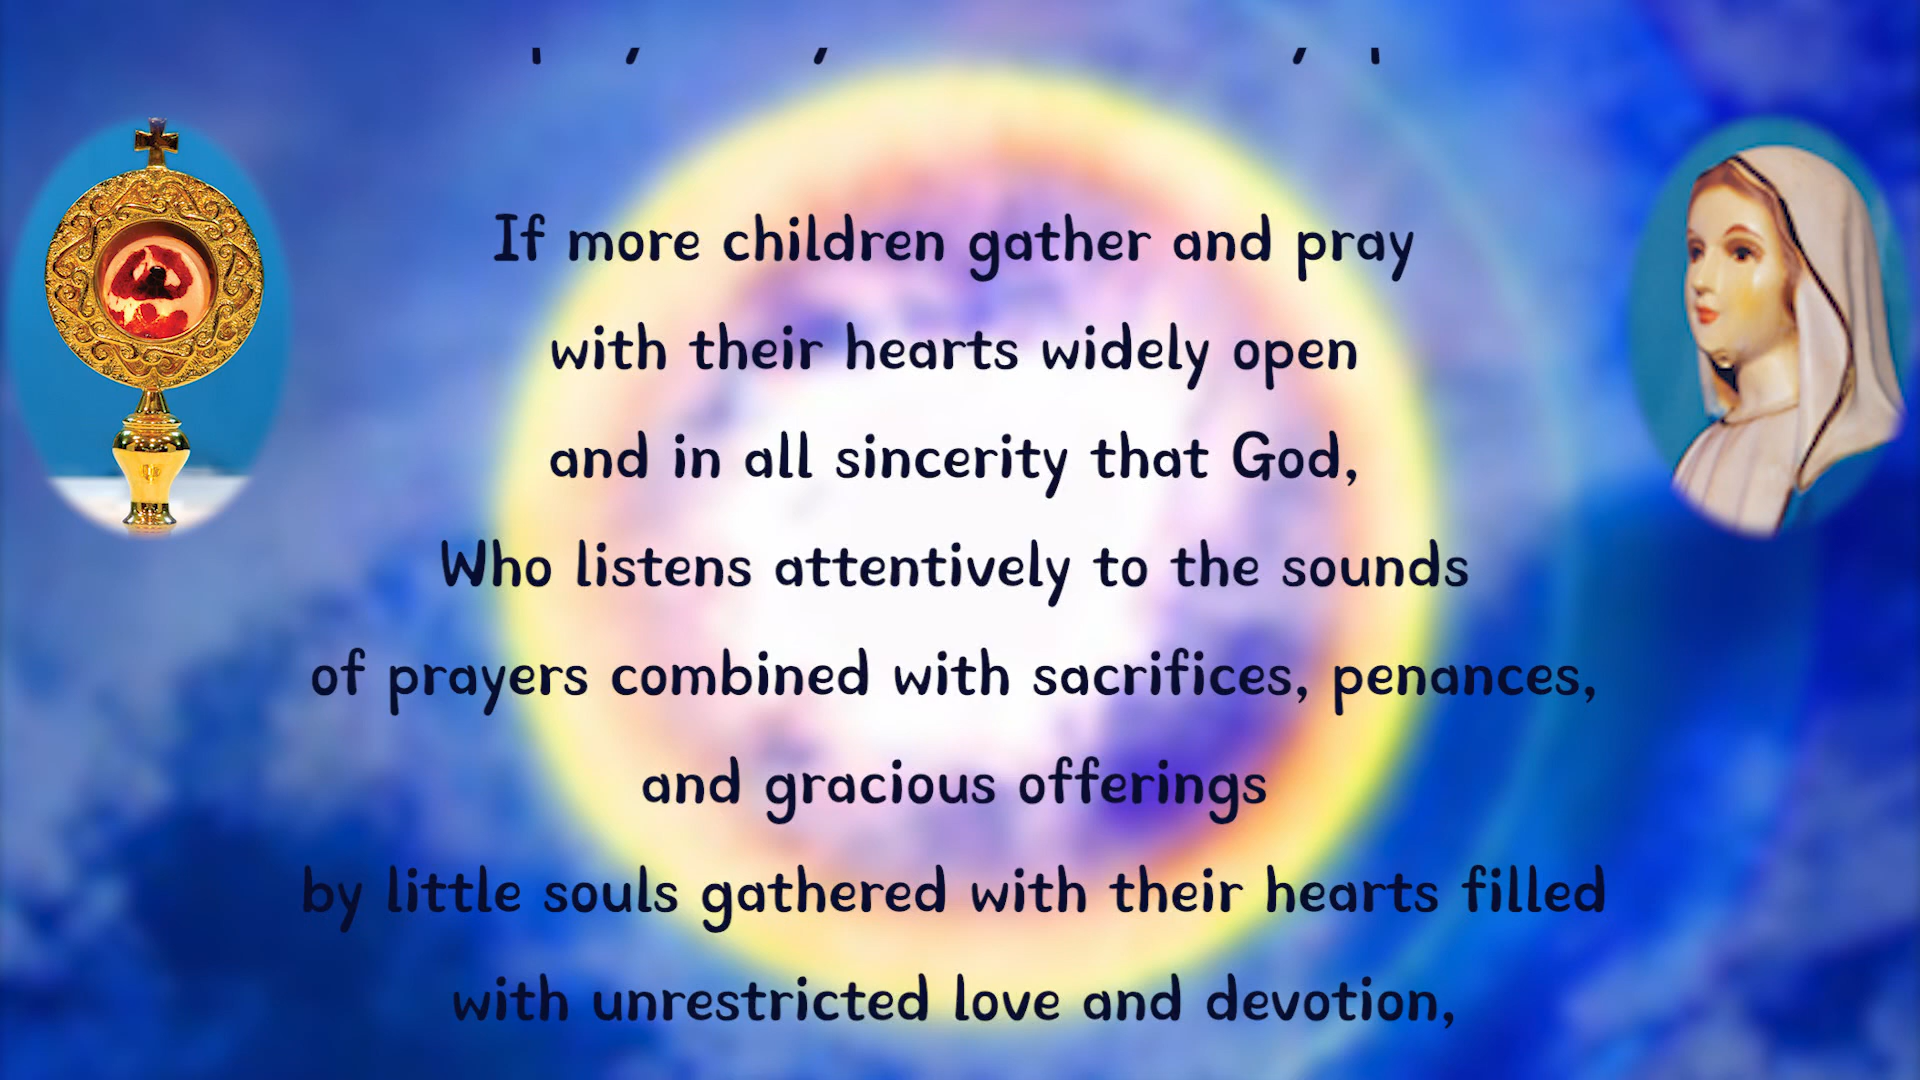 If more children gather and pray
with their hearts widely open
and in all sincerity that God,
Who listens attentively to the sounds
of prayers combined with sacrifices, penances,
and gracious offerings
by little souls gathered with their hearts filled
with unrestricted love and devotion,